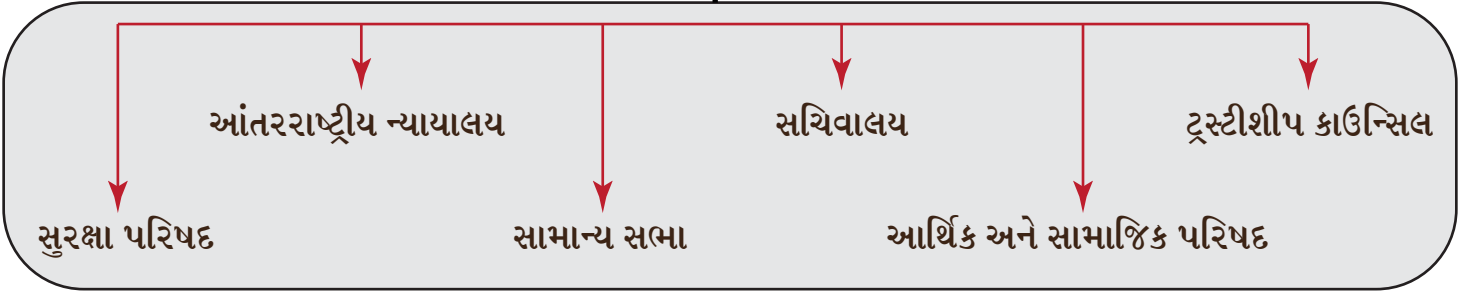 આંતરરાષ્ટ્રીય ન્યાયાલય સચિવાલય ટ્રસ્ટીશીપ કાઉન્સિલ
સુરક્ષા પરિષદ સામાન્ય સભા આર્થિક અને સામાજિક પરિષદ